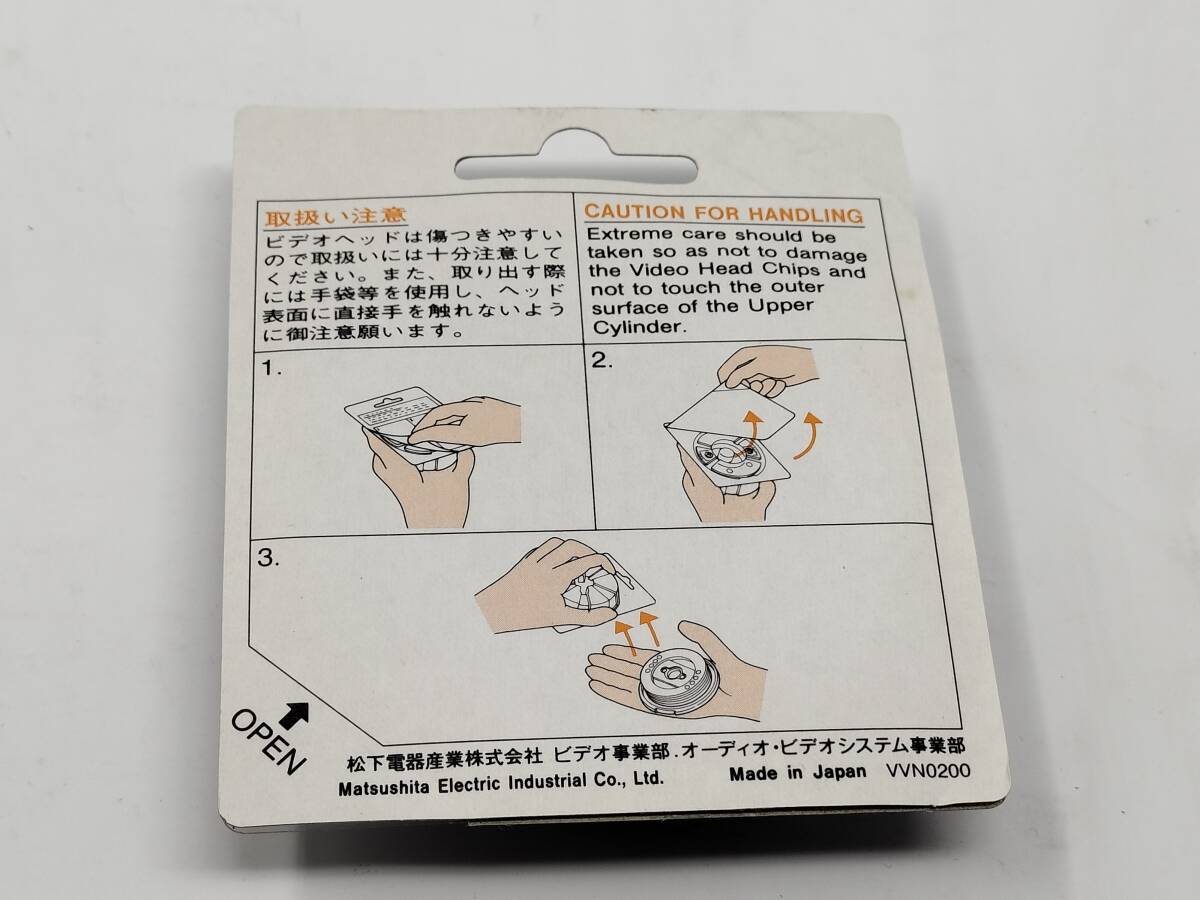 取扱い注意
ビデオヘッドは傷つきやすい
ので取扱いには十分注意して
ください。また、取り出す際
には手袋等を使用し、ヘッド
表面に直接手を触れないよう
に御注意願います。
CAUTION FOR HANDLING
Extreme care should be
taken so as not to damage
the Video Head Chips and
not to touch the outer
surface of the Upper
Cylinder.
1.
2.
3.
OPEN
松下電器産業株式会社 ビデオ事業部.オーディオ・ビデオシステム事業部
Matsushita Electric Industrial Co., Ltd. Made in Japan VVN0200